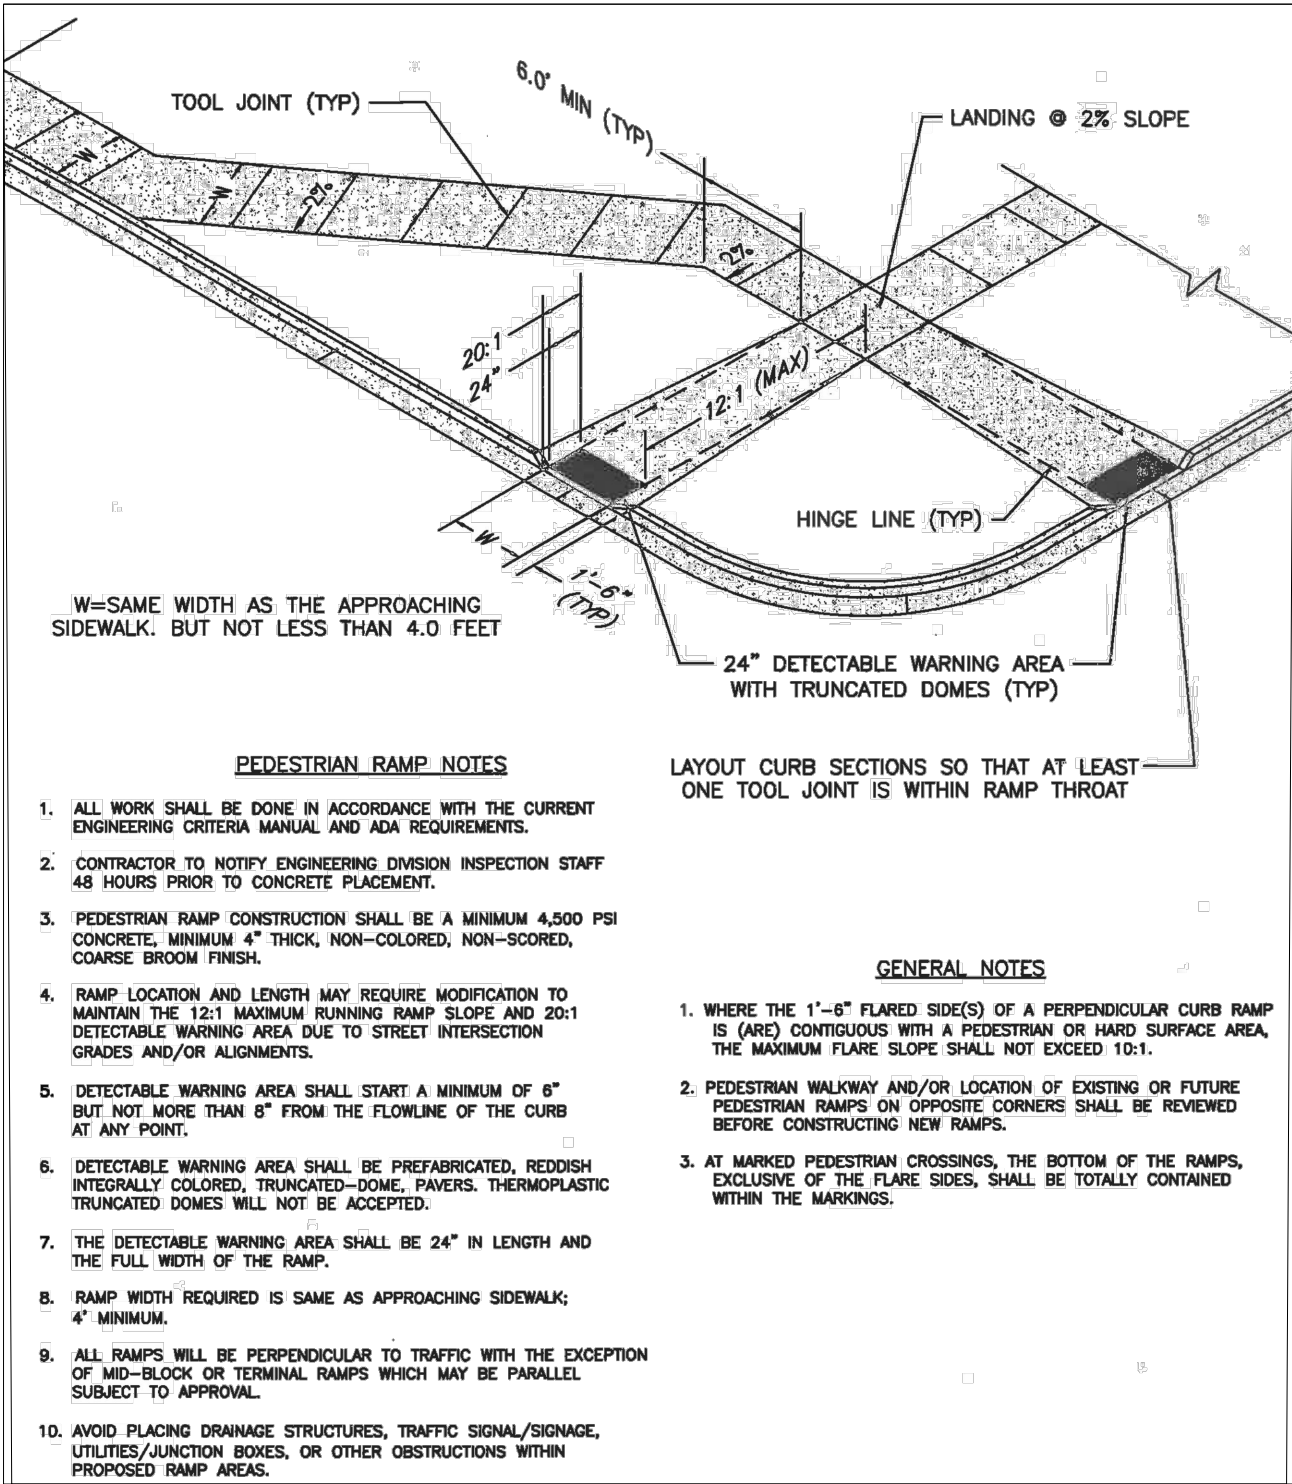 TOOL JOINT (TYP)
6.0' MIN (TYP)
LANDING @ 2% SLOPE
W
W
2%
2%
20:1
24"
12:1 (MAX)
HINGE LINE (TYP)
W
1'-6"
(TYP)
W=SAME WIDTH AS THE APPROACHING
SIDEWALK. BUT NOT LESS THAN 4.0 FEET
24" DETECTABLE WARNING AREA
WITH TRUNCATED DOMES (TYP)
LAYOUT CURB SECTIONS SO THAT AT LEAST
ONE TOOL JOINT IS WITHIN RAMP THROAT
PEDESTRIAN RAMP NOTES
1. ALL WORK SHALL BE DONE IN ACCORDANCE WITH THE CURRENT
ENGINEERING CRITERIA MANUAL AND ADA REQUIREMENTS.
2. CONTRACTOR TO NOTIFY ENGINEERING DIVISION INSPECTION STAFF
48 HOURS PRIOR TO CONCRETE PLACEMENT.
3. PEDESTRIAN RAMP CONSTRUCTION SHALL BE A MINIMUM 4,500 PSI
CONCRETE, MINIMUM 4" THICK, NON-COLORED, NON-SCORED,
COARSE BROOM FINISH.
4. RAMP LOCATION AND LENGTH MAY REQUIRE MODIFICATION TO
MAINTAIN THE 12:1 MAXIMUM RUNNING RAMP SLOPE AND 20:1
DETECTABLE WARNING AREA DUE TO STREET INTERSECTION
GRADES AND/OR ALIGNMENTS.
5. DETECTABLE WARNING AREA SHALL START A MINIMUM OF 6"
BUT NOT MORE THAN 8" FROM THE FLOWLINE OF THE CURB
AT ANY POINT.
6. DETECTABLE WARNING AREA SHALL BE PREFABRICATED, REDDISH
INTEGRALLY COLORED, TRUNCATED-DOME, PAVERS. THERMOPLASTIC
TRUNCATED DOMES WILL NOT BE ACCEPTED.
7. THE DETECTABLE WARNING AREA SHALL BE 24" IN LENGTH AND
THE FULL WIDTH OF THE RAMP.
8. RAMP WIDTH REQUIRED IS SAME AS APPROACHING SIDEWALK;
4' MINIMUM.
9. ALL RAMPS WILL BE PERPENDICULAR TO TRAFFIC WITH THE EXCEPTION
OF MID-BLOCK OR TERMINAL RAMPS WHICH MAY BE PARALLEL
SUBJECT TO APPROVAL.
10. AVOID PLACING DRAINAGE STRUCTURES, TRAFFIC SIGNAL/SIGNAGE,
UTILITIES/JUNCTION BOXES, OR OTHER OBSTRUCTIONS WITHIN
PROPOSED RAMP AREAS.
GENERAL NOTES
1. WHERE THE 1'-6" FLARED SIDE(S) OF A PERPENDICULAR CURB RAMP
IS (ARE) CONTIGUOUS WITH A PEDESTRIAN OR HARD SURFACE AREA,
THE MAXIMUM FLARE SLOPE SHALL NOT EXCEED 10:1.
2. PEDESTRIAN WALKWAY AND/OR LOCATION OF EXISTING OR FUTURE
PEDESTRIAN RAMPS ON OPPOSITE CORNERS SHALL BE REVIEWED
BEFORE CONSTRUCTING NEW RAMPS.
3. AT MARKED PEDESTRIAN CROSSINGS, THE BOTTOM OF THE RAMPS,
EXCLUSIVE OF THE FLARE SIDES, SHALL BE TOTALLY CONTAINED
WITHIN THE MARKINGS.